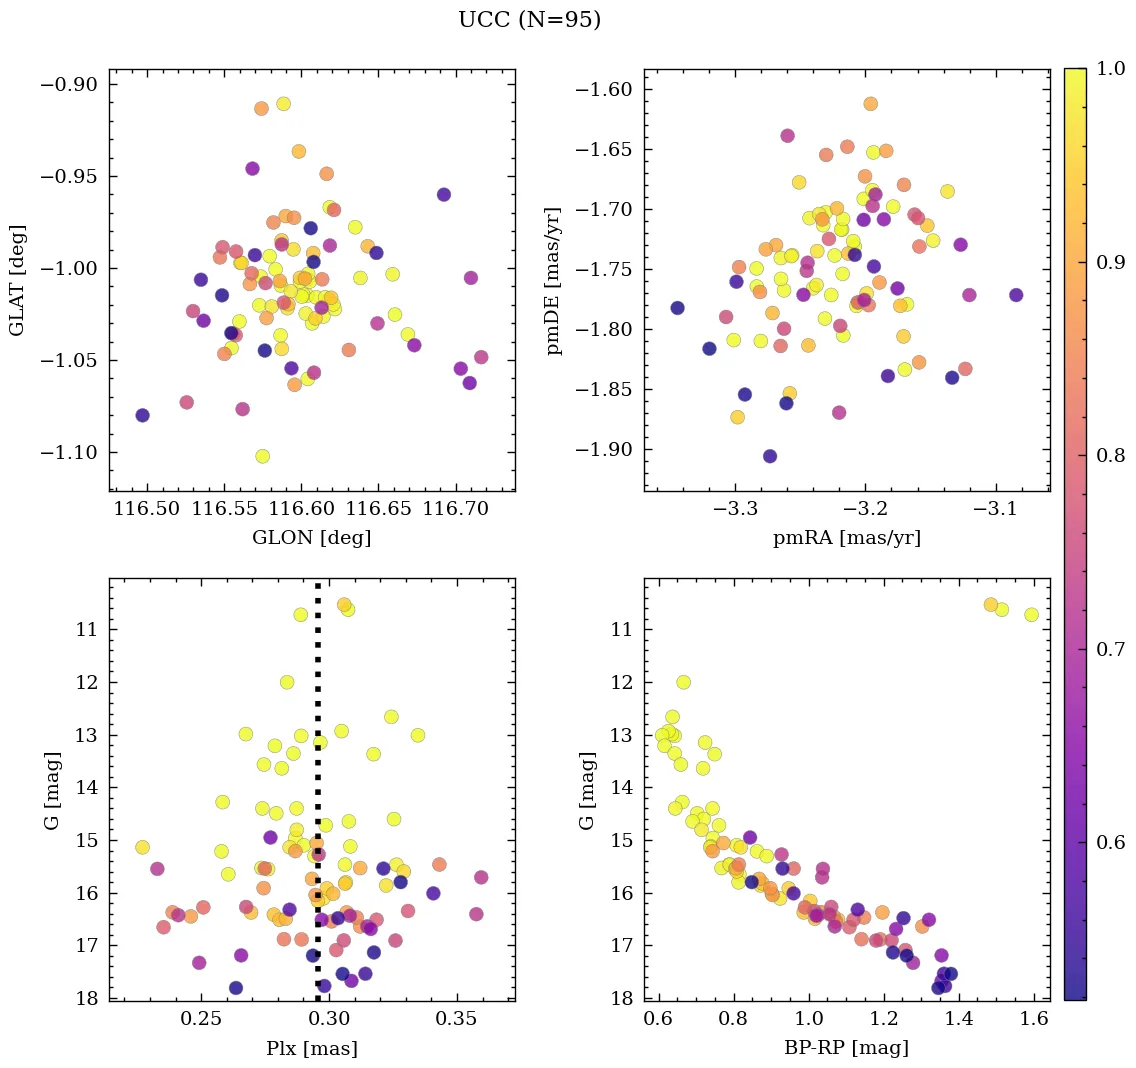 UCC (N=95)
−0.90
−0.95
−1.00
−1.05
−1.10
GLAT [deg]
116.50 116.55 116.60 116.65 116.70
GLON [deg]
−1.60
−1.65
−1.70
−1.75
−1.80
−1.85
−1.90
pmDE [mas/yr]
−3.3 −3.2 −3.1
pmRA [mas/yr]
11
12
13
14
15
16
17
18
G [mag]
0.25 0.30 0.35
Plx [mas]
11
12
13
14
15
16
17
18
G [mag]
0.6 0.8 1.0 1.2 1.4 1.6
BP-RP [mag]
1.0
0.9
0.8
0.7
0.6